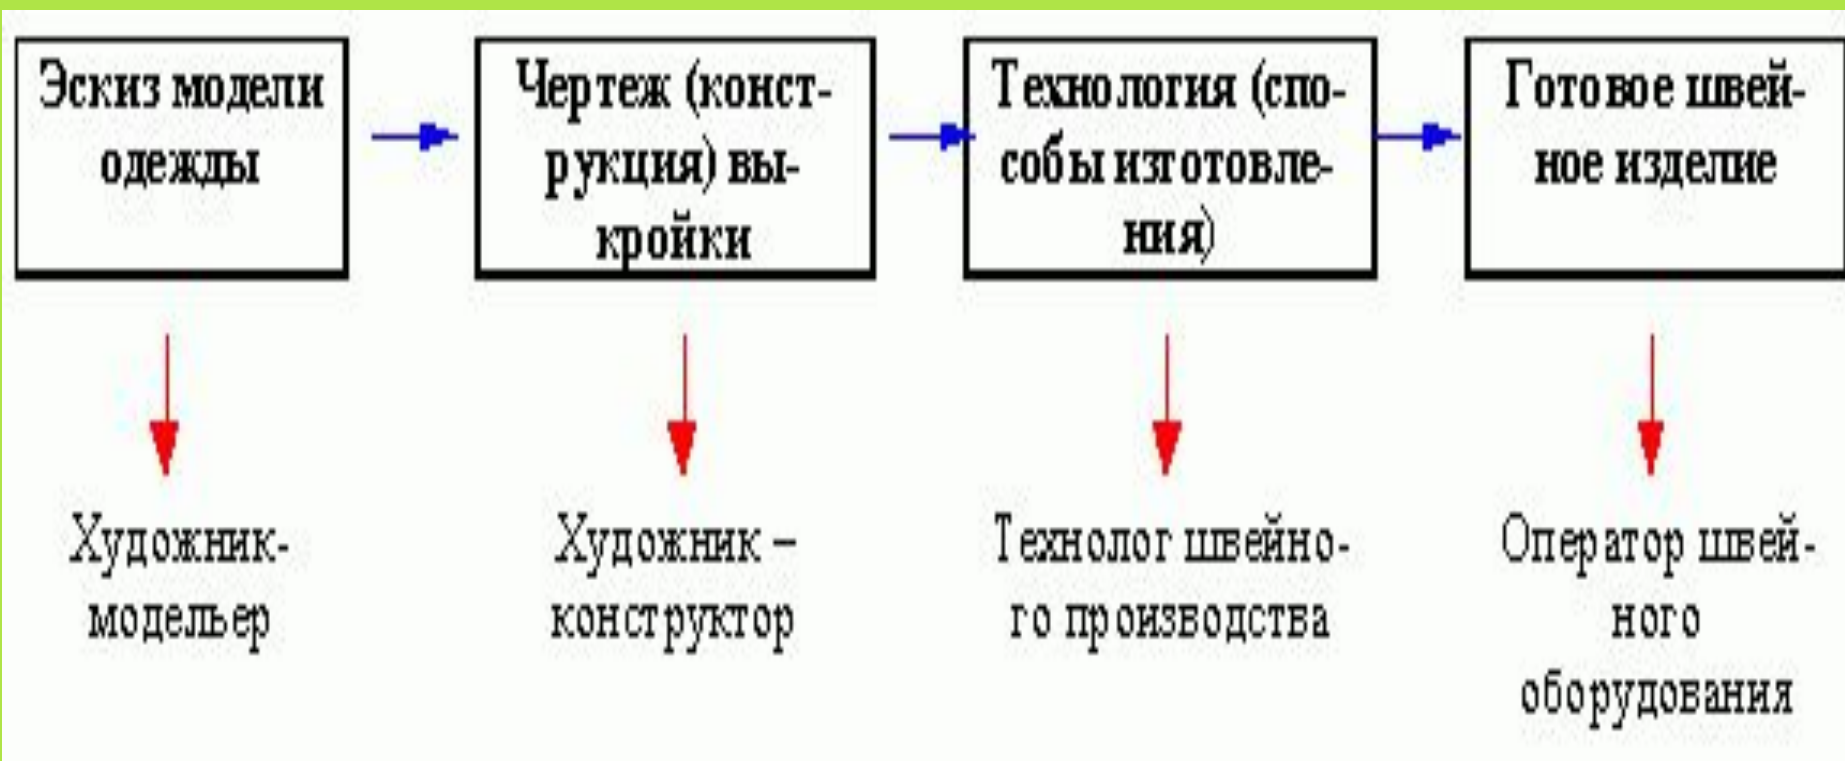 Эскиз модели
одежды
Чертеж (конст-
рукция) вы-
кройки
Технология (спо-
собы изготовле-
ния)
Готовое швей-
ное изделие
Художник-
модельер
Художник –
конструктор
Технолог швейно-
го производства
Оператор швей-
ного
оборудования